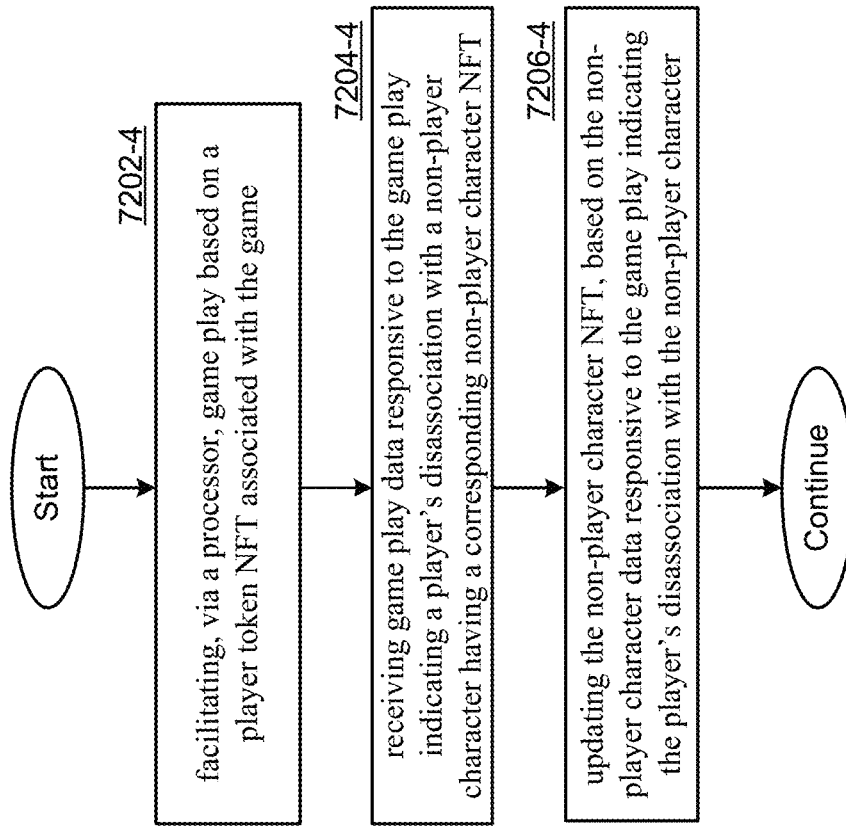 Start
7202-4
facilitating, via a processor, game play based on a
player token NFT associated with the game
7204-4
receiving game play data responsive to the game play
indicating a player's disassociation with a non-player
character having a corresponding non-player character NFT
7206-4
updating the non-player character NFT, based on the non-
player character data responsive to the game play indicating
the player's disassociation with the non-player character
Continue